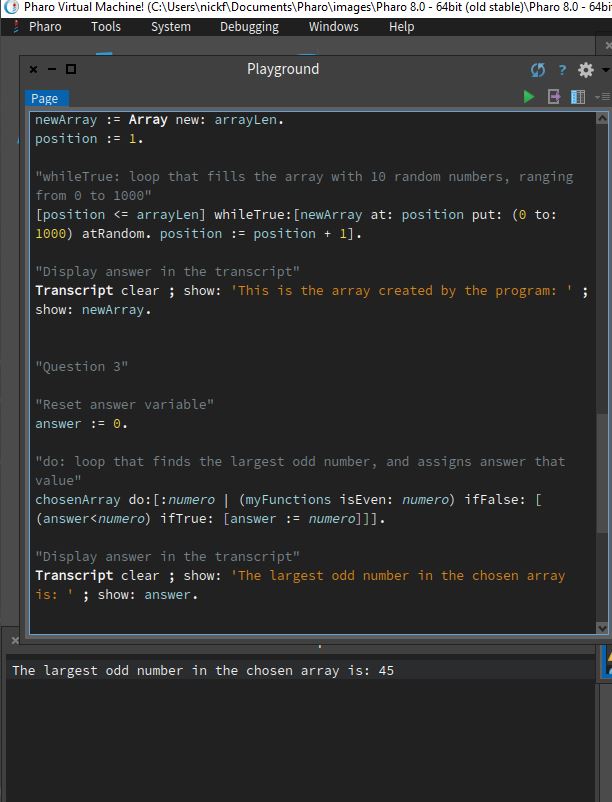 Pharo Virtual Machine! (C:\Users\nickf\Documents\Pharo\images\Pharo 8.0 - 64bit (old stable)\Pharo 8.0 - 64bi
Pharo Tools System Debugging Windows Help
Playground
?
Page
newArray := Array new: arrayLen.
position := 1.
"whileTrue: loop that fills the array with 10 random numbers, ranging
from 0 to 1000"
[position <= arrayLen] whileTrue:[newArray at: position put: (0 to:
1000) atRandom. position := position + 1].
"Display answer in the transcript"
Transcript clear ; show: 'This is the array created by the program: ' ;
show: newArray.
"Question 3"
"Reset answer variable"
answer := 0.
"do: loop that finds the largest odd number, and assigns answer that
value"
chosenArray do:[:numero | (myFunctions isEven: numero) ifFalse: [
(answer<numero) ifTrue: [answer := numero]]].
"Display answer in the transcript"
Transcript clear ; show: 'The largest odd number in the chosen array
is: ' ; show: answer.
The largest odd number in the chosen array is: 45